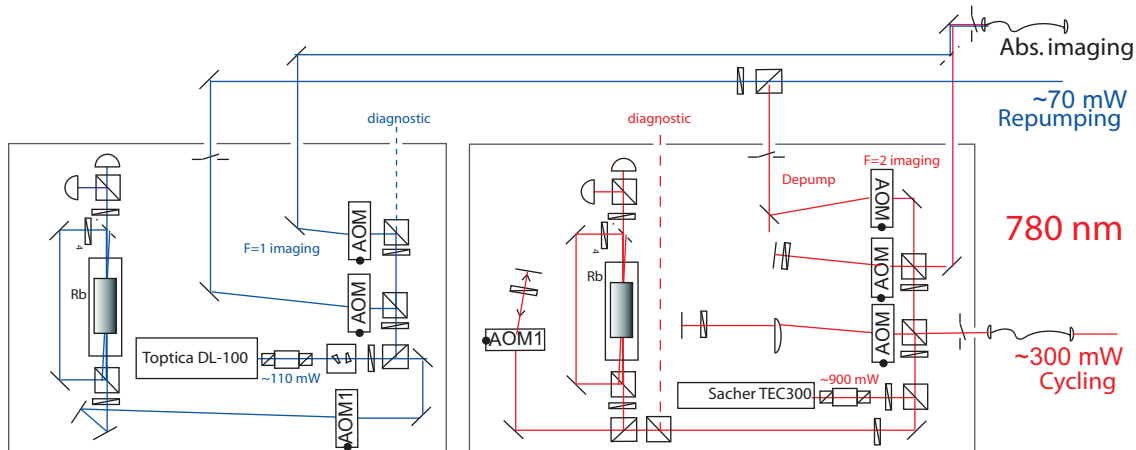 Abs. imaging
~70 mW
Repumping
diagnostic
diagnostic
F=2 imaging
Depump
AOM
AOM
F=1 imaging
780 nm
4
4
AOM
Rb
Rb
AOM
AOM
AOM1
Toptica DL-100
~110 mW
~300 mW
Cycling
~900 mW
Sacher TEC300
AOM1